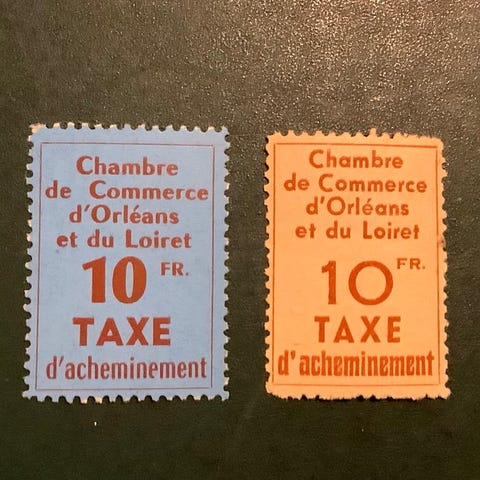 Chambre
de Commerce
d'Orléans
et du Loiret
10 FR.
TAXE
d'acheminement
Chambre
de Commerce
d'Orléans
et du Loiret
10 FR.
TAXE
d'acheminement